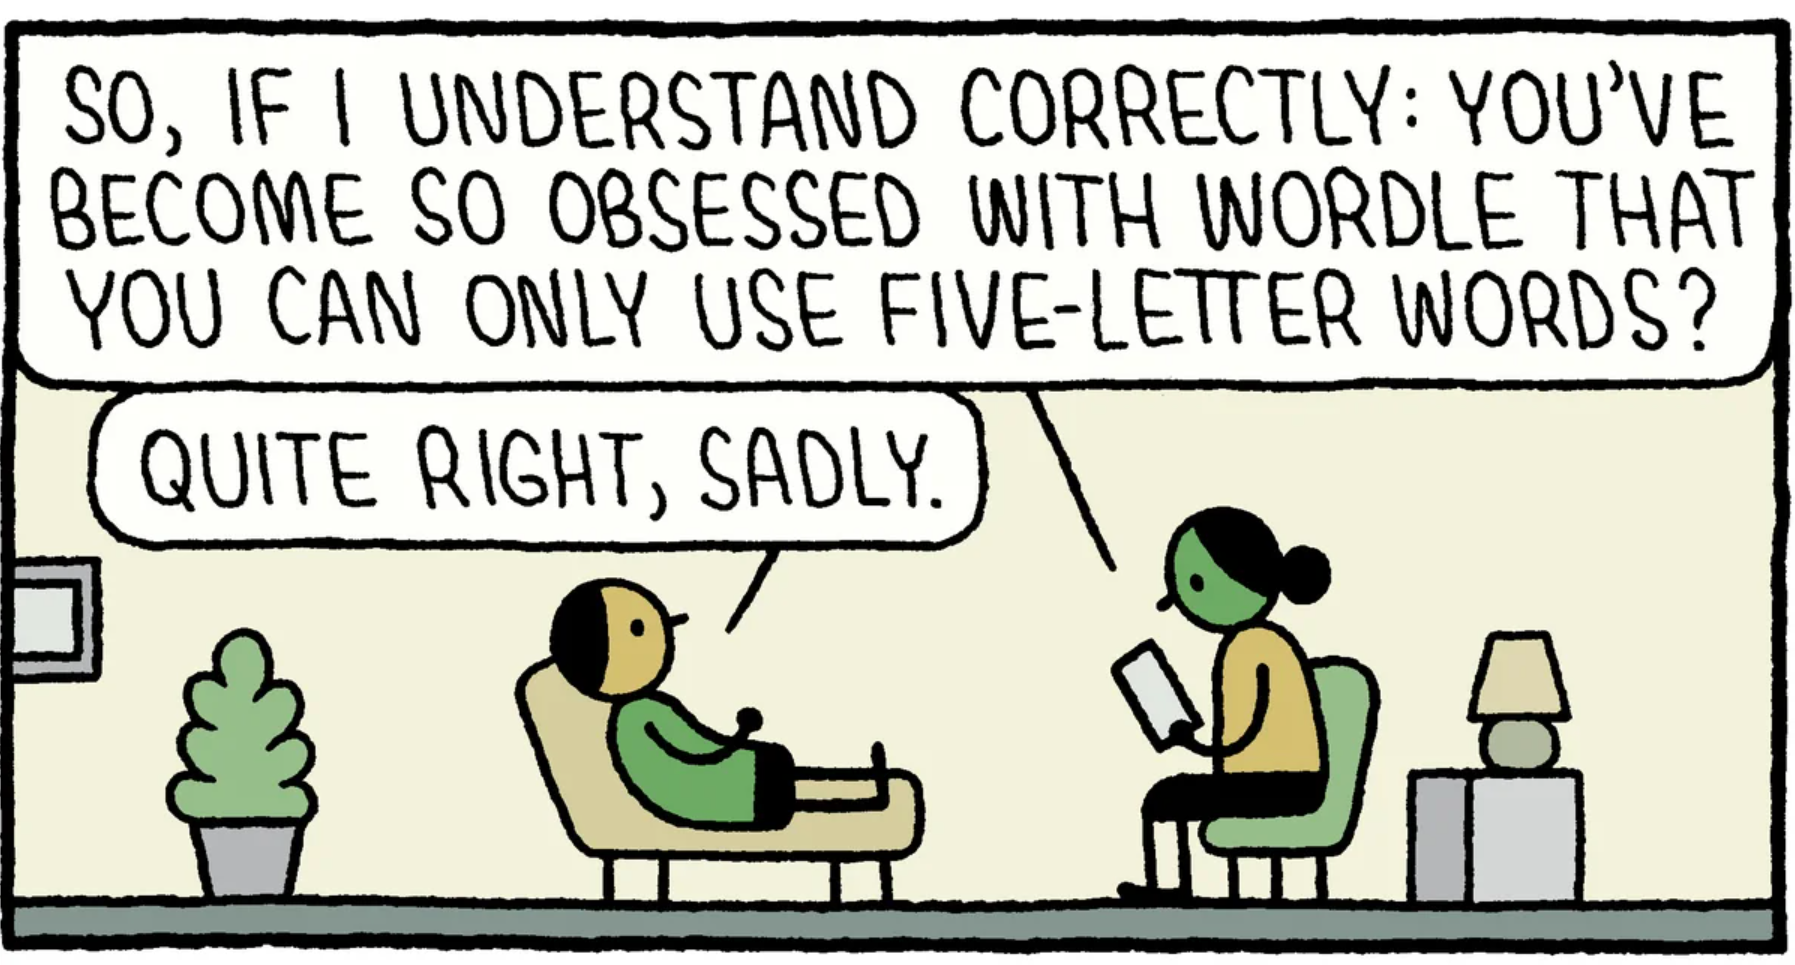 SO, IF I UNDERSTAND CORRECTLY: YOU'VE
BECOME SO OBSESSED WITH WORDLE THAT
YOU CAN ONLY USE FIVE-LETTER WORDS?
QUITE RIGHT, SADLY.